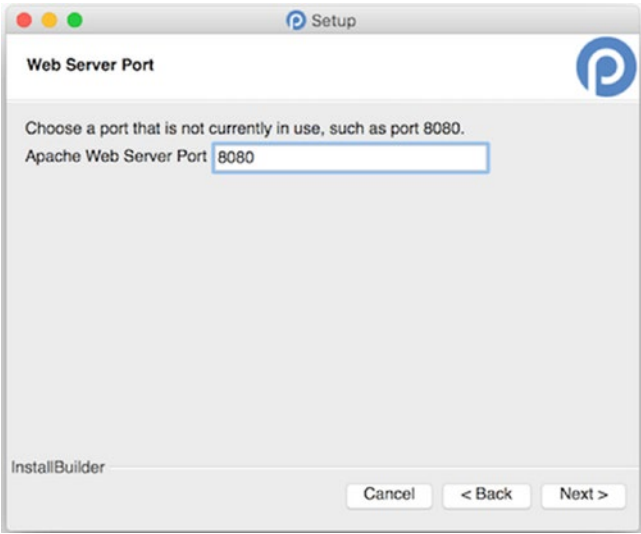 Setup
Web Server Port
Choose a port that is not currently in use, such as port 8080.
Apache Web Server Port 8080
InstallBuilder
Cancel < Back Next >